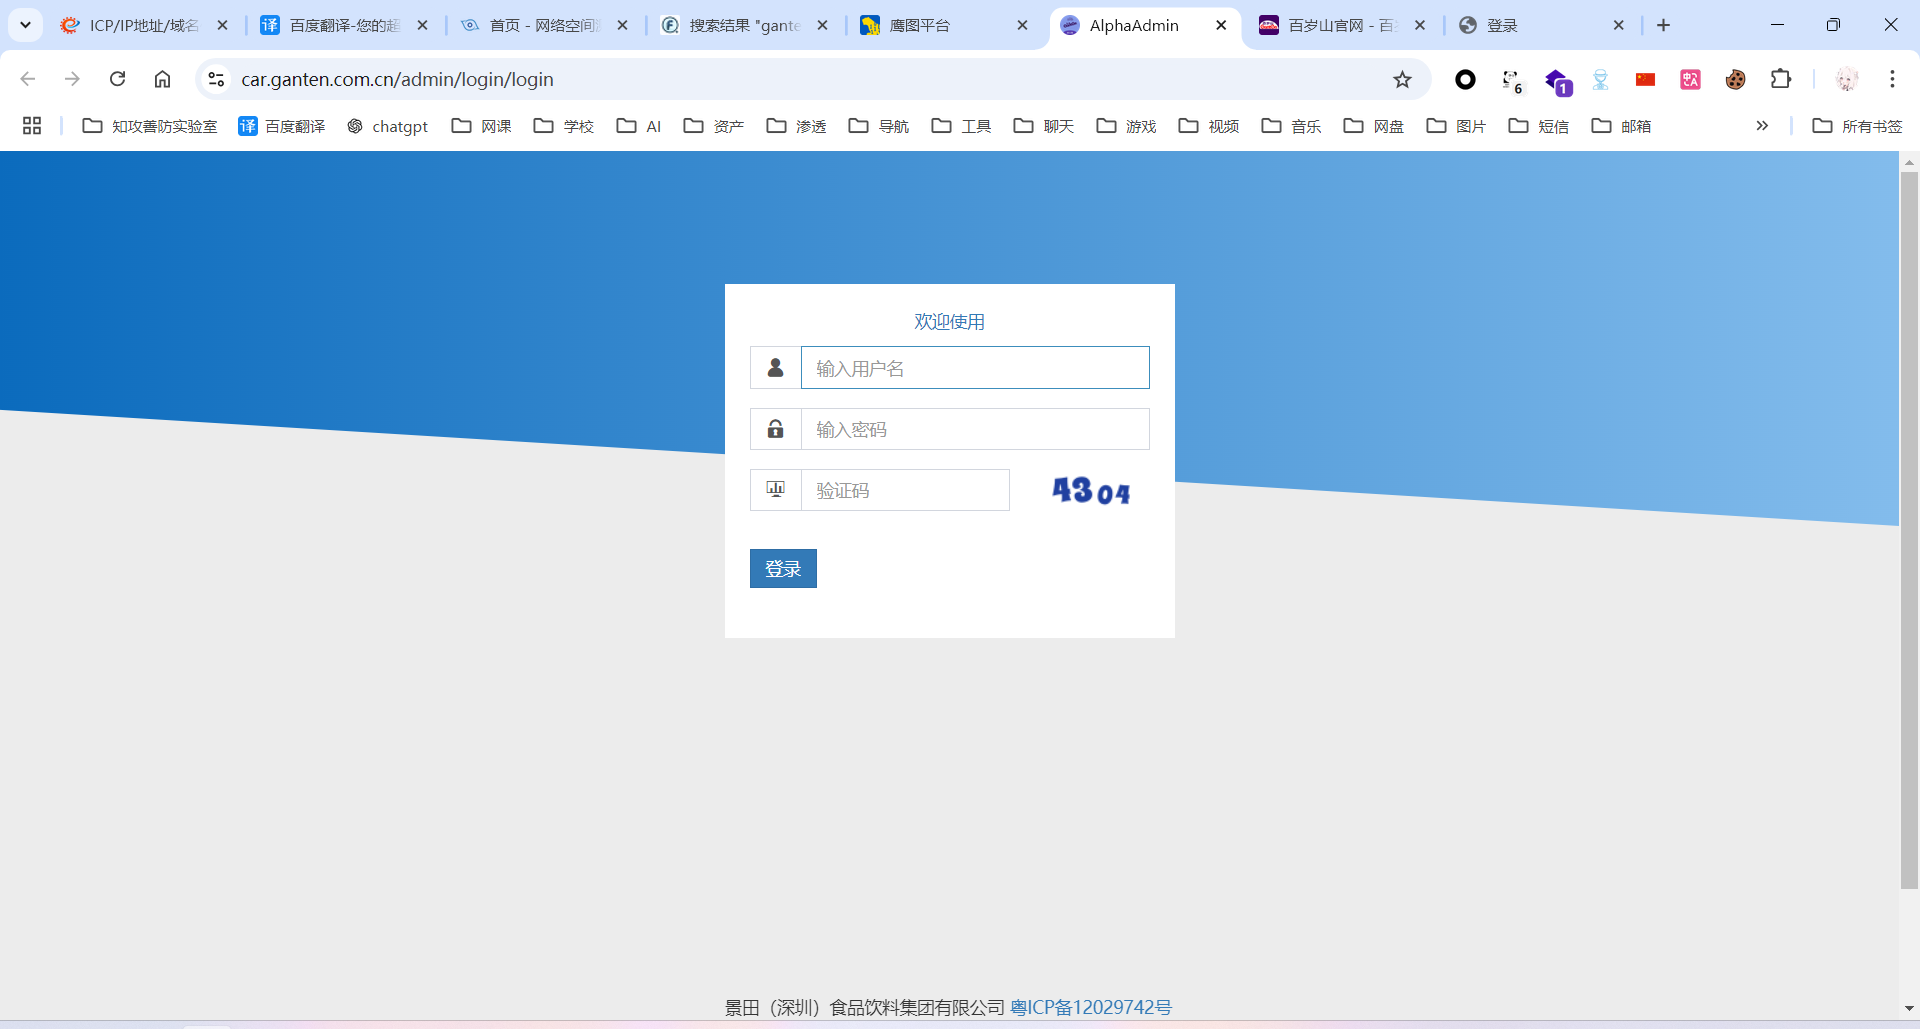 ICP/IP地址/域名
百度翻译-您的超
首页 - 网络空间
搜索结果 "gante
鹰图平台
AlphaAdmin
百岁山官网 - 百
登录
car.ganten.com.cn/admin/login/login
6
1
知攻善防实验室
译 百度翻译
chatgpt
网课
学校
AI
资产
渗透
导航
工具
聊天
游戏
视频
音乐
网盘
图片
短信
邮箱
所有书签
欢迎使用
输入用户名
输入密码
验证码
4304
登录
景田（深圳）食品饮料集团有限公司 粤ICP备12029742号